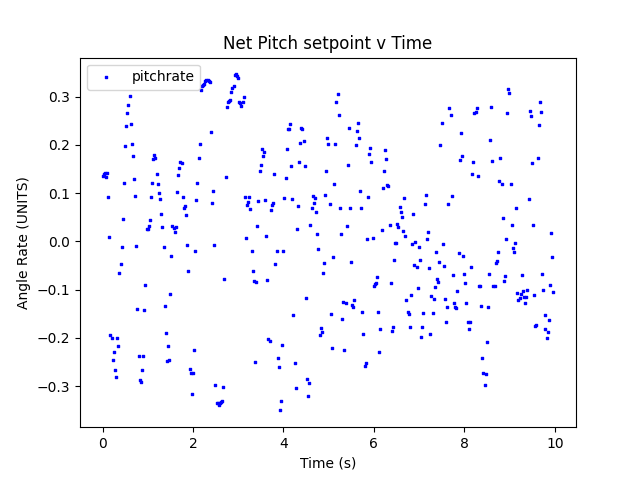 Net Pitch setpoint v Time
pitchrate
Angle Rate (UNITS)
0.3
0.2
0.1
0.0
−0.1
−0.2
−0.3
0 2 4 6 8 10
Time (s)